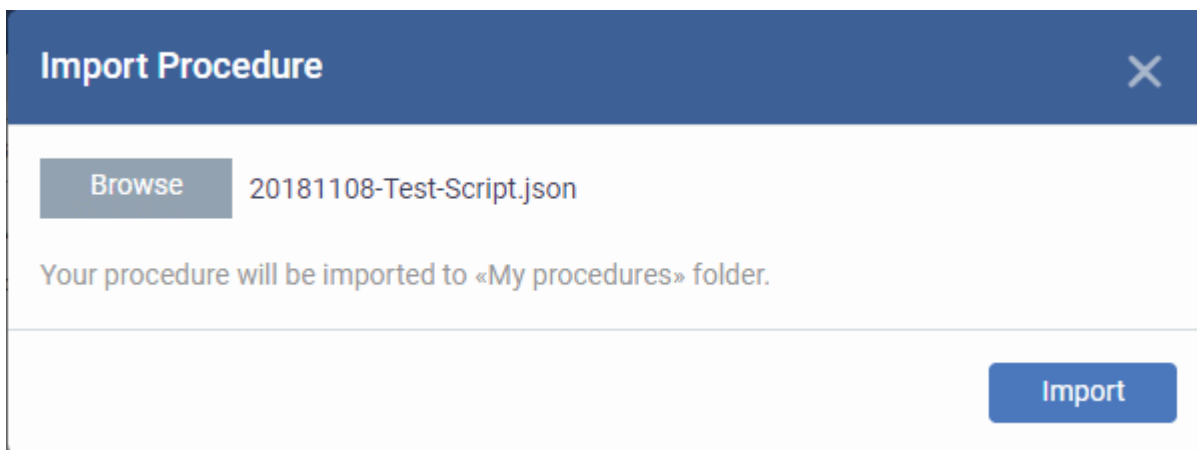 Import Procedure
Browse 20181108-Test-Script.json
Your procedure will be imported to «My procedures» folder.
Import